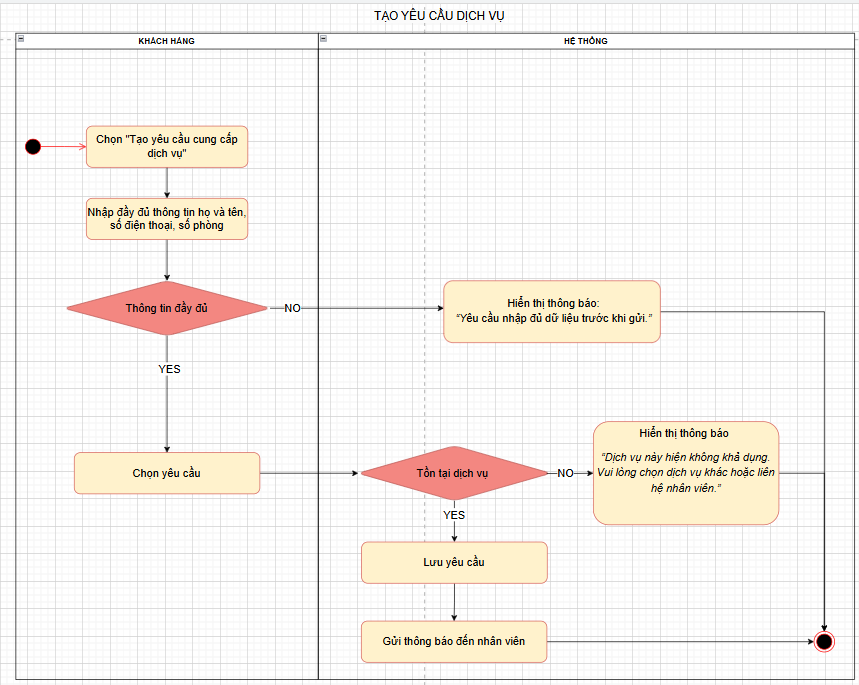 TẠO YÊU CẦU DỊCH VỤ
KHÁCH HÀNG
HỆ THỐNG
Chọn "Tạo yêu cầu cung cấp
dịch vụ"
Nhập đầy đủ thông tin họ và tên,
số điện thoại, số phòng
Thông tin đầy đủ
NO
Hiển thị thông báo:
“Yêu cầu nhập đủ dữ liệu trước khi gửi.”
YES
Chọn yêu cầu
Tồn tại dịch vụ
NO
Hiển thị thông báo
“Dịch vụ này hiện không khả dụng.
Vui lòng chọn dịch vụ khác hoặc liên
hệ nhân viên.”
YES
Lưu yêu cầu
Gửi thông báo đến nhân viên